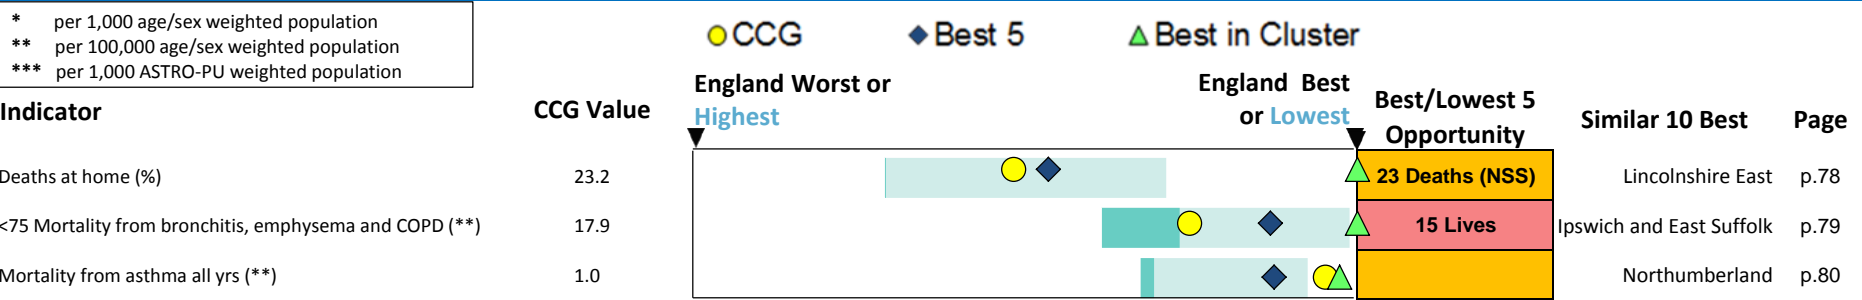 * per 1,000 age/sex weighted population
** per 100,000 age/sex weighted population
*** per 1,000 ASTRO-PU weighted population
CCG Best 5 Best in Cluster
Indicator CCG Value England Worst or Highest England Best or Lowest Best/Lowest 5 Opportunity Similar 10 Best Page
Deaths at home (%) 23.2 23 Deaths (NSS) Lincolnshire East p.78
<75 Mortality from bronchitis, emphysema and COPD (**) 17.9 15 Lives Ipswich and East Suffolk p.79
Mortality from asthma all yrs (**) 1.0 Northumberland p.80